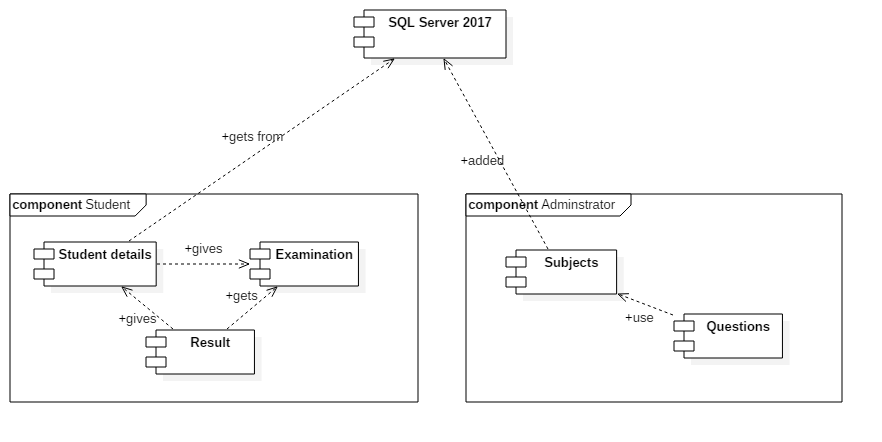 SQL Server 2017
+gets from
+added
component Student
component Adminstrator
Student details
+gives
Examination
Subjects
+gets
+gives
+use
Questions
Result